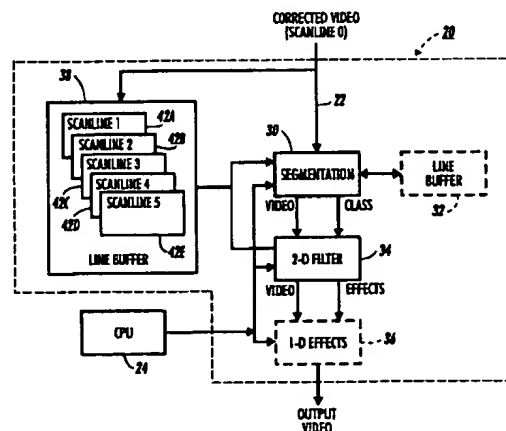 CORRECTED VIDEO
(SCANLINE 0)
20
38
22
SCANLINE 1
42A
SCANLINE 2
42B
SCANLINE 3
SCANLINE 4
42C
SCANLINE 5
42D
42E
LINE BUFFER
30
SEGMENTATION
LINE
BUFFER
32
VIDEO
CLASS
2-D FILTER
34
VIDEO
EFFECTS
CPU
24
1-D EFFECTS
36
OUTPUT
VIDEO